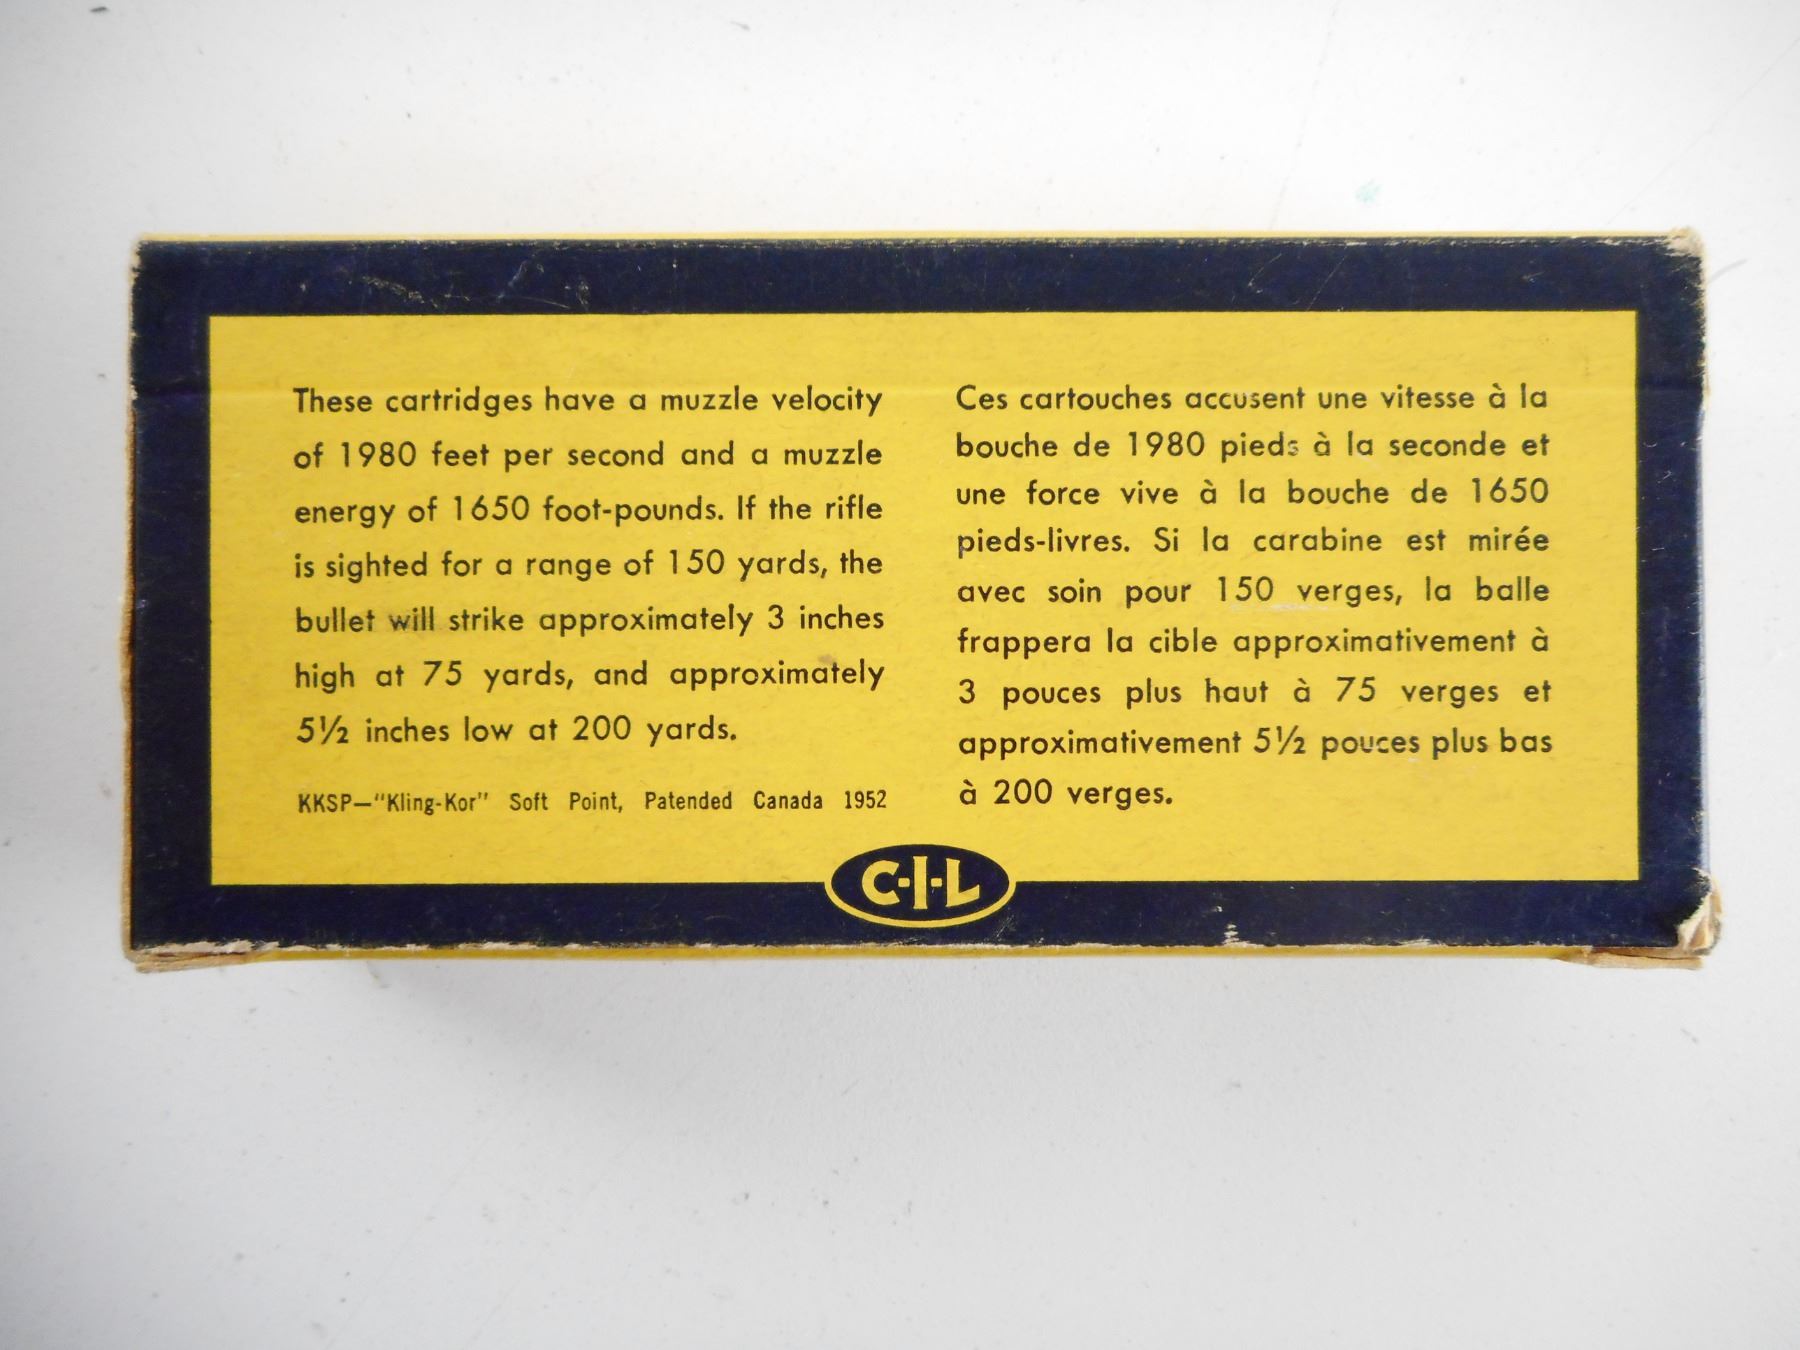 These cartridges have a muzzle velocity
of 1980 feet per second and a muzzle
energy of 1650 foot-pounds. If the rifle
is sighted for a range of 150 yards, the
bullet will strike approximately 3 inches
high at 75 yards, and approximately
5½ inches low at 200 yards.
KKSP—"Kling-Kor" Soft Point, Patended Canada 1952
Ces cartouches accusent une vitesse à la
bouche de 1980 pieds à la seconde et
une force vive à la bouche de 1650
pieds-livres. Si la carabine est mirée
avec soin pour 150 verges, la balle
frappera la cible approximativement à
3 pouces plus haut à 75 verges et
approximativement 5½ pouces plus bas
à 200 verges.
C-I-L